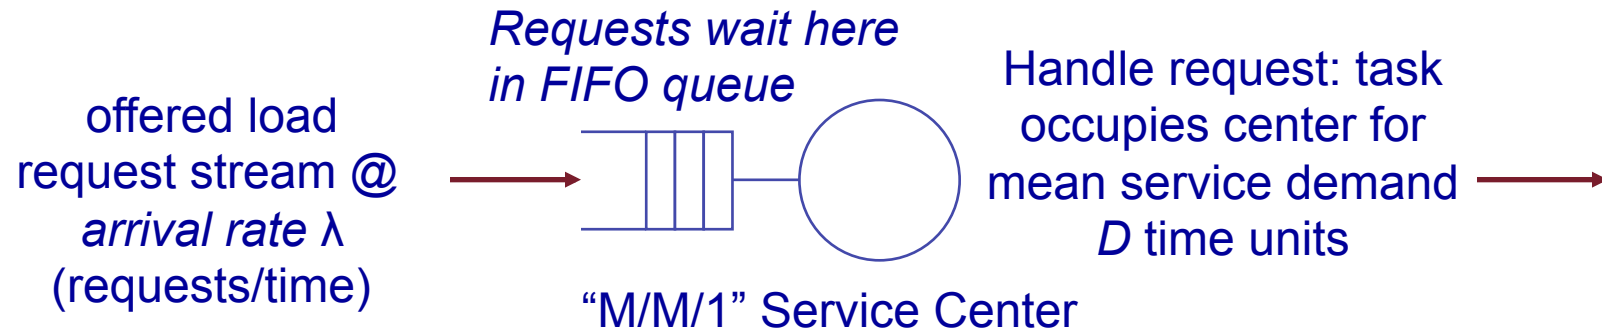 offered load
request stream @
arrival rate λ
(requests/time)
Requests wait here
in FIFO queue
Handle request: task
occupies center for
mean service demand
D time units
“M/M/1” Service Center